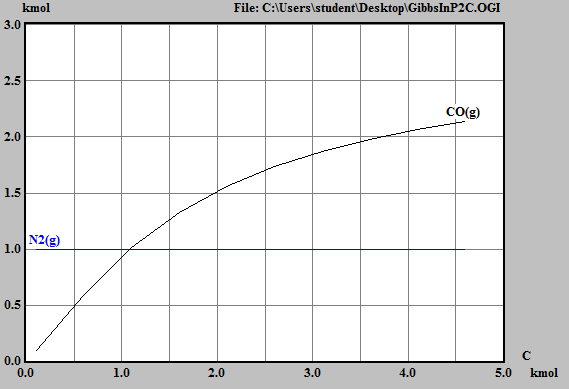 kmol File: C:\Users\student\Desktop\GibbsInP2C.OGI
3.0
2.5
CO(g)
2.0
1.5
N2(g)
1.0
0.5
C
0.0
0.0 1.0 2.0 3.0 4.0 5.0 kmol